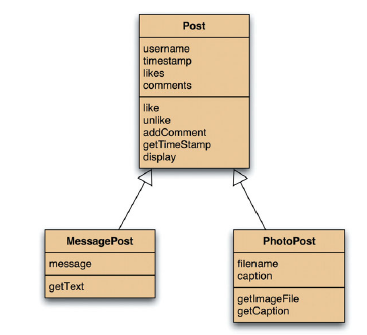 Post
username
timestamp
likes
comments
like
unlike
addComment
getTimeStamp
display
MessagePost
message
getText
PhotoPost
filename
caption
getImageFile
getCaption